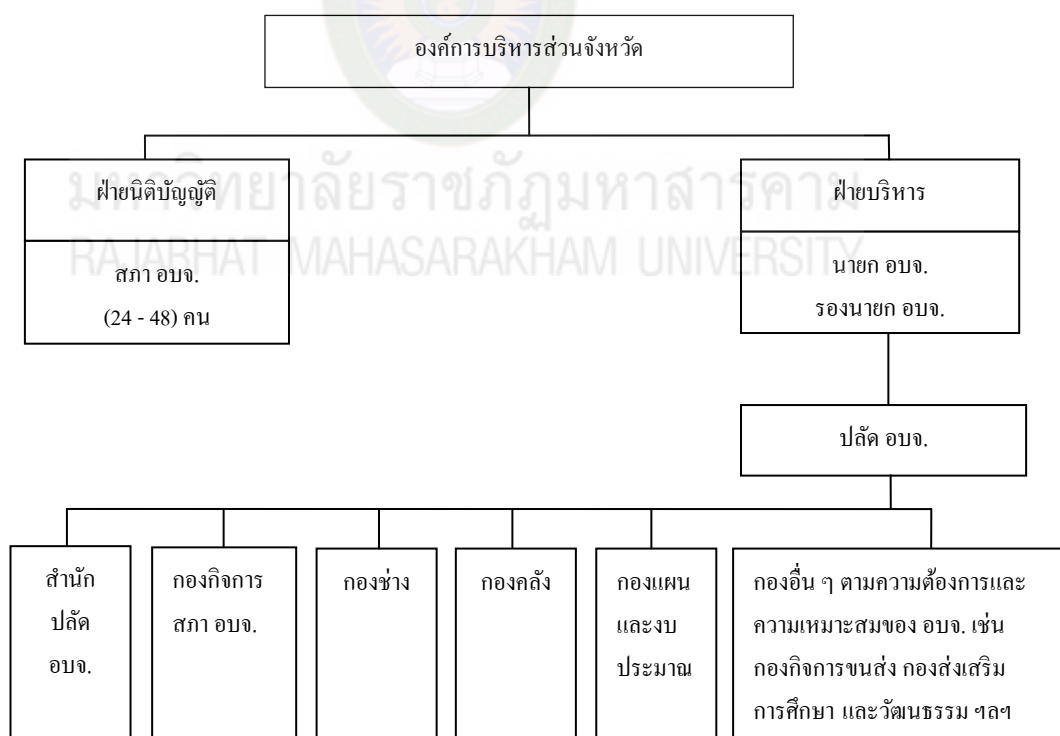 องค์การบริหารส่วนจังหวัด
มหาวิทยาลัยราชภัฏมหาสารคาม
RAJABHAT MAHASARAKHAM UNIVERSITY
ฝ่ายนิติบัญญัติ
สภา อบจ.
(24 - 48) คน
ฝ่ายบริหาร
นายก อบจ.
รองนายก อบจ.
ปลัด อบจ.
สำนัก
ปลัด
อบจ.
กองกิจการ
สภา อบจ.
กองช่าง
กองคลัง
กองแผน
และงบ
ประมาณ
กองอื่น ๆ ตามความต้องการและ
ความเหมาะสมของ อบจ. เช่น
กองกิจการขนส่ง กองส่งเสริม
การศึกษา และวัฒนธรรม ฯลฯ